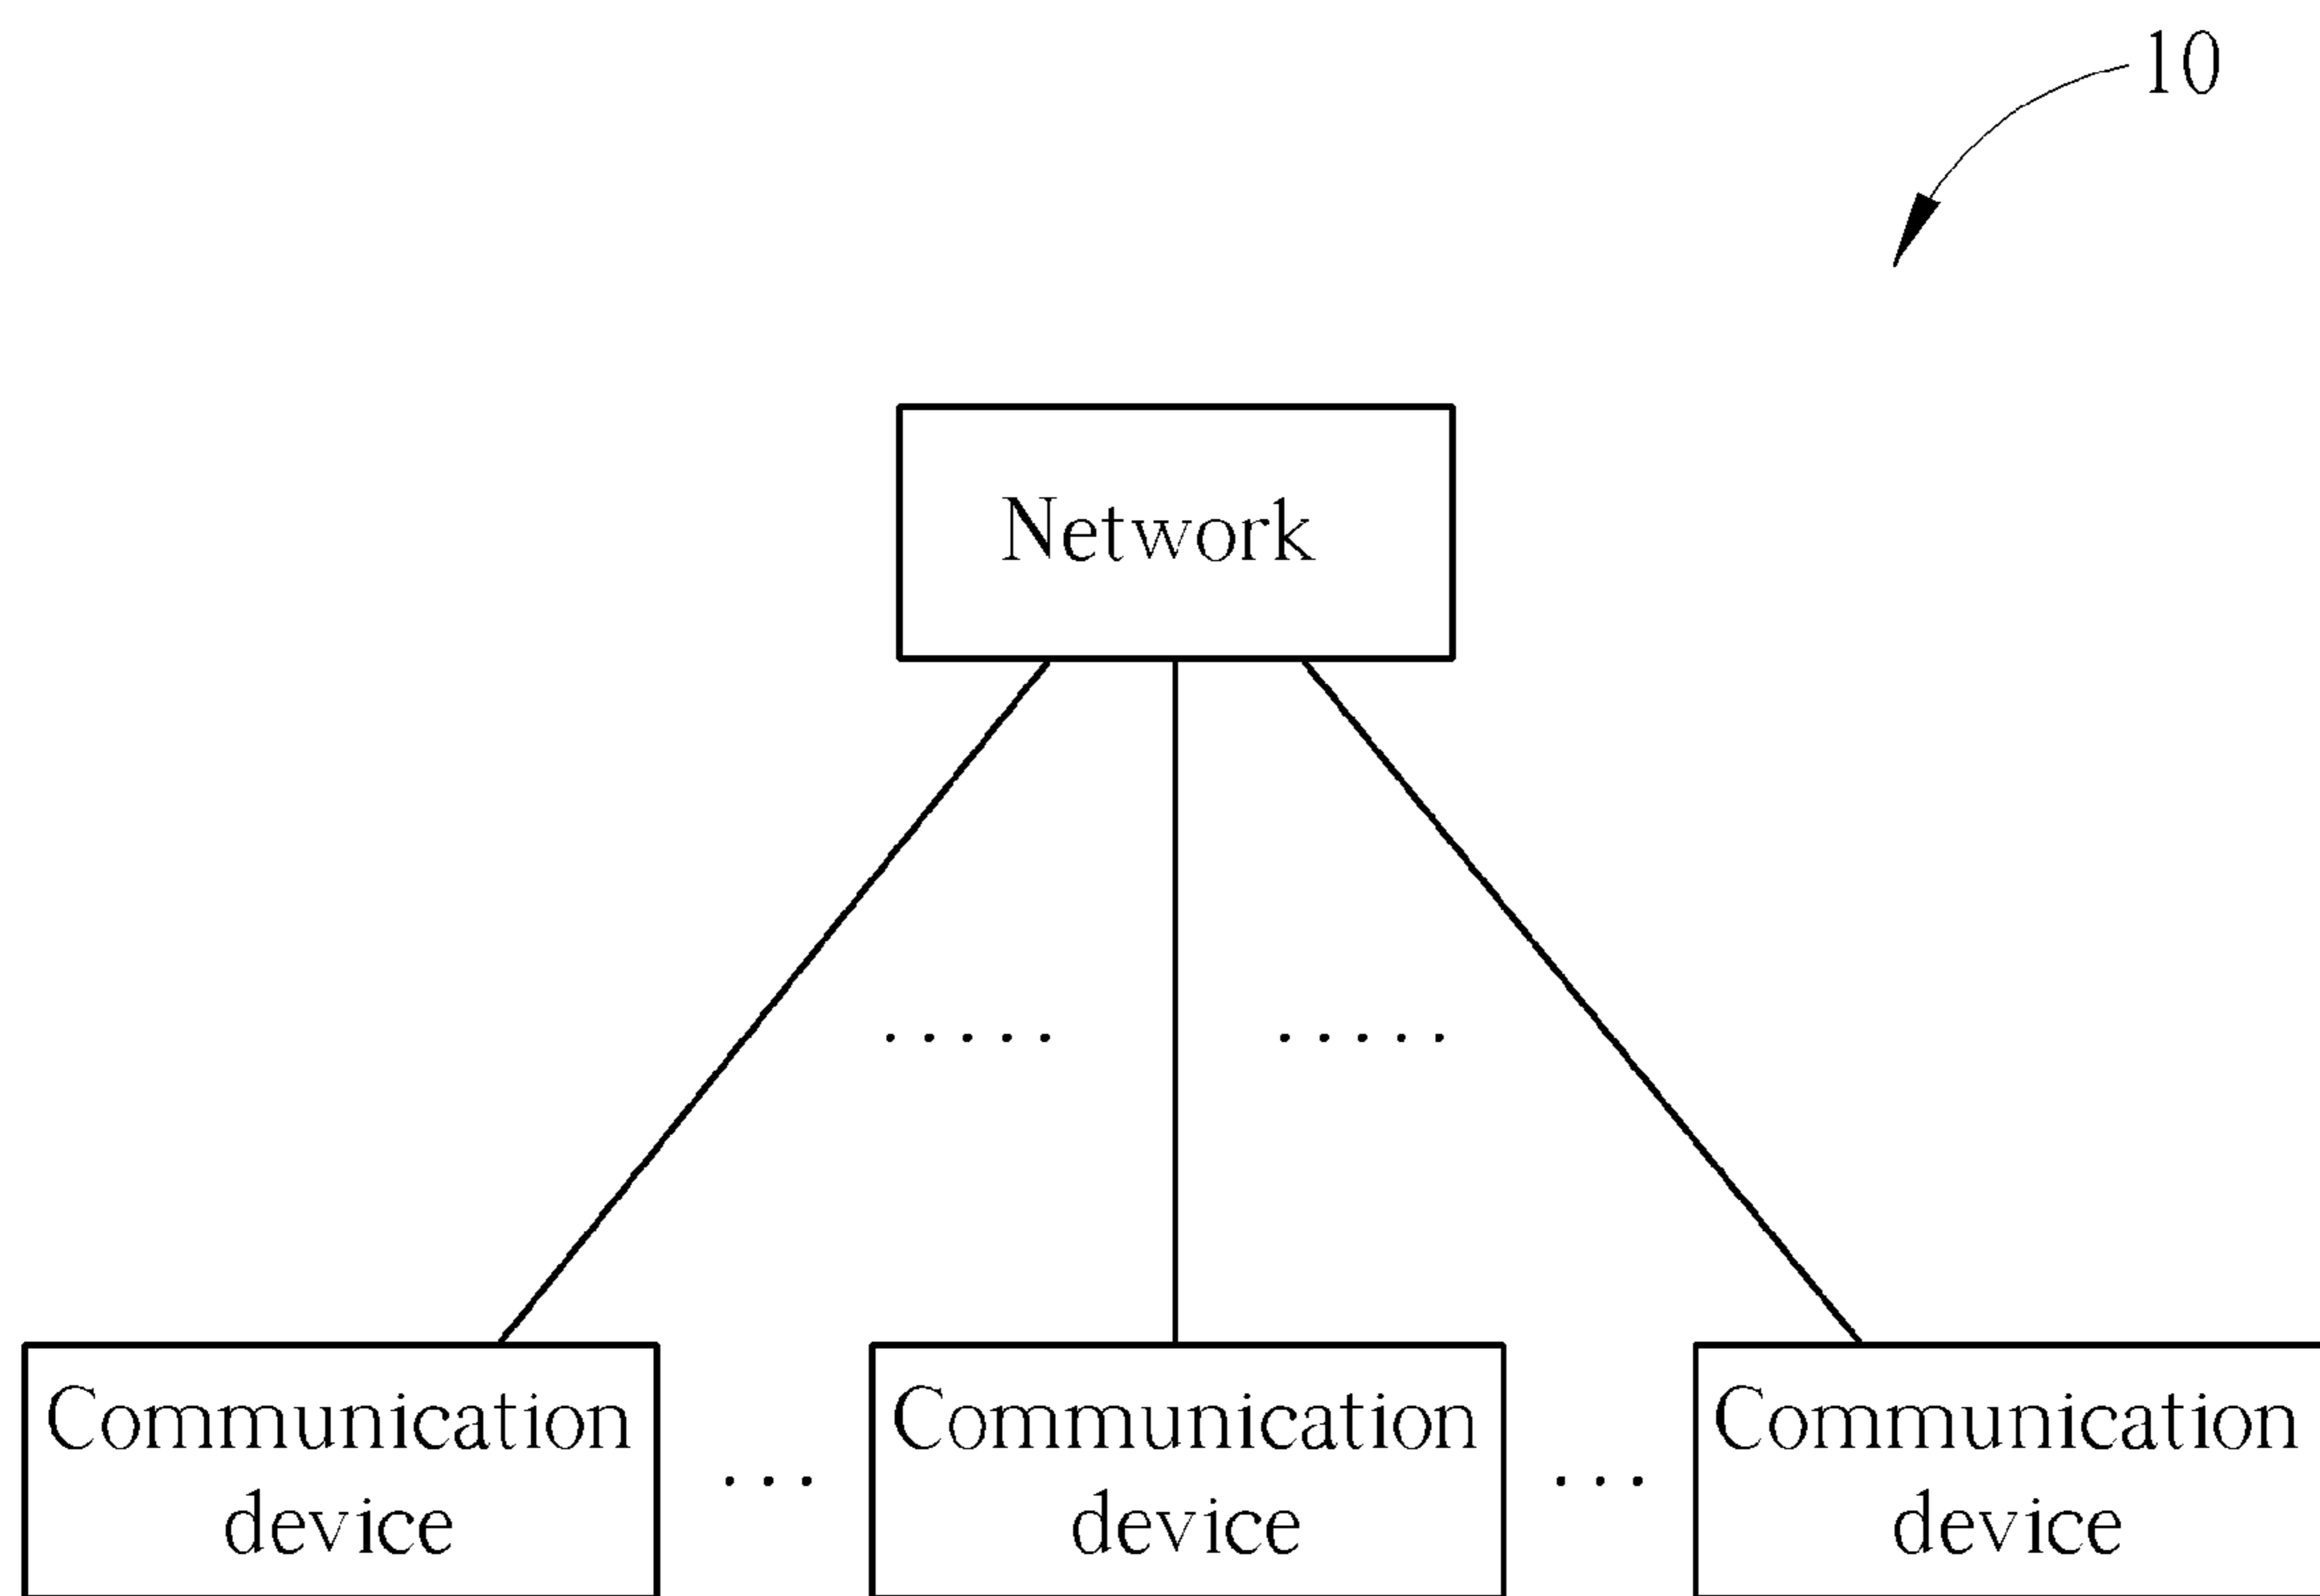 10
Network
..... .....
Communication
device
...
Communication
device
...
Communication
device